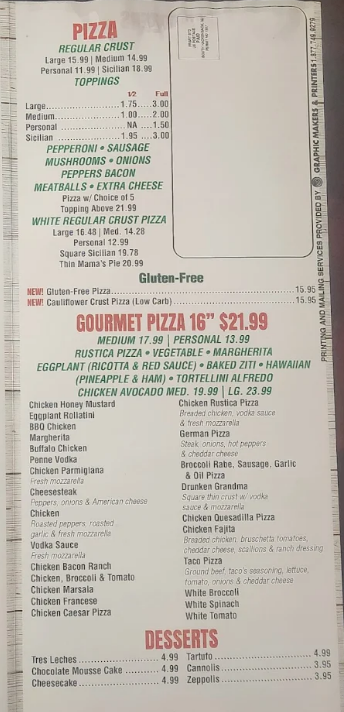 PIZZA
REGULAR CRUST
Large 15.99 | Medium 14.99
Personal 11.99 | Sicilian 18.99
TOPPINGS
1/2 Full
Large 1.75 3.00
Medium 1.00 2.00
Personal NA 1.50
Sicilian 1.95 3.00
PEPPERONI • SAUSAGE
MUSHROOMS • ONIONS
PEPPERS BACON
MEATBALLS • EXTRA CHEESE
Pizza w/ Choice of 5
Topping Above 21.99
WHITE REGULAR CRUST PIZZA
Large 16.48 | Med. 14.28
Personal 12.99
Square Sicilian 19.78
Thin Mama's Pie 20.99
PRINTING AND MAILING SERVICES PROVIDED BY GRAPHIC MAKERS & PRINTERS
Gluten-Free
NEW! Gluten-Free Pizza 15.95
NEW! Cauliflower Crust Pizza (Low Carb) 15.95
GOURMET PIZZA 16" $21.99
MEDIUM 17.99 | PERSONAL 13.99
RUSTICA PIZZA • VEGETABLE • MARGHERITA
EGGPLANT (RICOTTA & RED SAUCE) • BAKED ZITI • HAWAIIAN
(PINEAPPLE & HAM) • TORTELLINI ALFREDO
CHICKEN AVOCADO MED. 19.99 | LG. 23.99
Chicken Honey Mustard
Eggplant Rollatini
BBQ Chicken
Margherita
Buffalo Chicken
Penne Vodka
Chicken Parmigiana
Fresh mozzarella
Cheesesteak
Peppers, onions & American cheese
Chicken
Roasted peppers, roasted
garlic & fresh mozzarella
Vodka Sauce
Fresh mozzarella
Chicken Bacon Ranch
Chicken, Broccoli & Tomato
Chicken Marsala
Chicken Francese
Chicken Caesar Pizza
Chicken Rustica Pizza
Breaded chicken, vodka sauce
& fresh mozzarella
German Pizza
Steak, onions, hot peppers
& cheddar cheese
Broccoli Rabe, Sausage, Garlic
& Oil Pizza
Drunken Grandma
Square thin crust w/ vodka
sauce & mozzarella
Chicken Quesadilla Pizza
Chicken Fajita
Breaded chicken, bruschetta tomatoes,
cheddar cheese, scallions & ranch dressing
Taco Pizza
Ground beef, taco's seasoning, lettuce,
tomato, onions & cheddar cheese
White Broccoli
White Spinach
White Tomato
DESSERTS
Tres Leches 4.99
Chocolate Mousse Cake 4.99
Cheesecake 4.99
Tartufo 4.99
Cannolis 3.95
Zeppolis 3.95